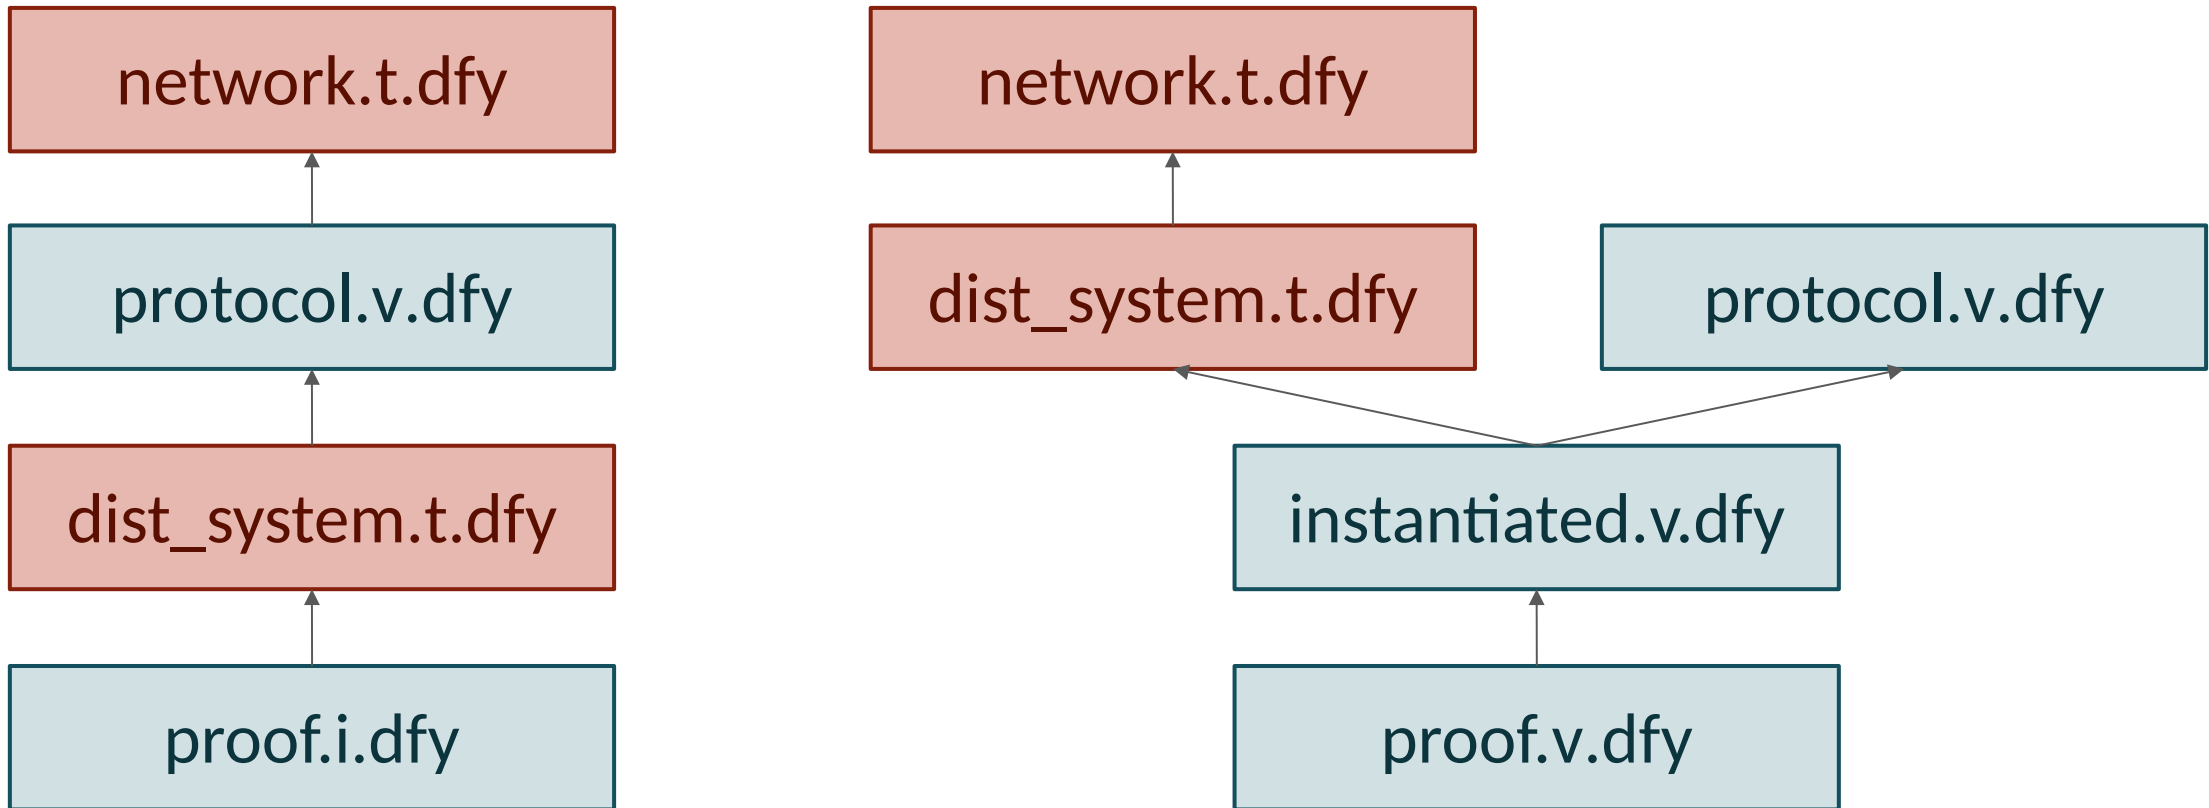 network.t.dfy
protocol.v.dfy
dist_system.t.dfy
proof.i.dfy
network.t.dfy
dist_system.t.dfy
protocol.v.dfy
instantiated.v.dfy
proof.v.dfy